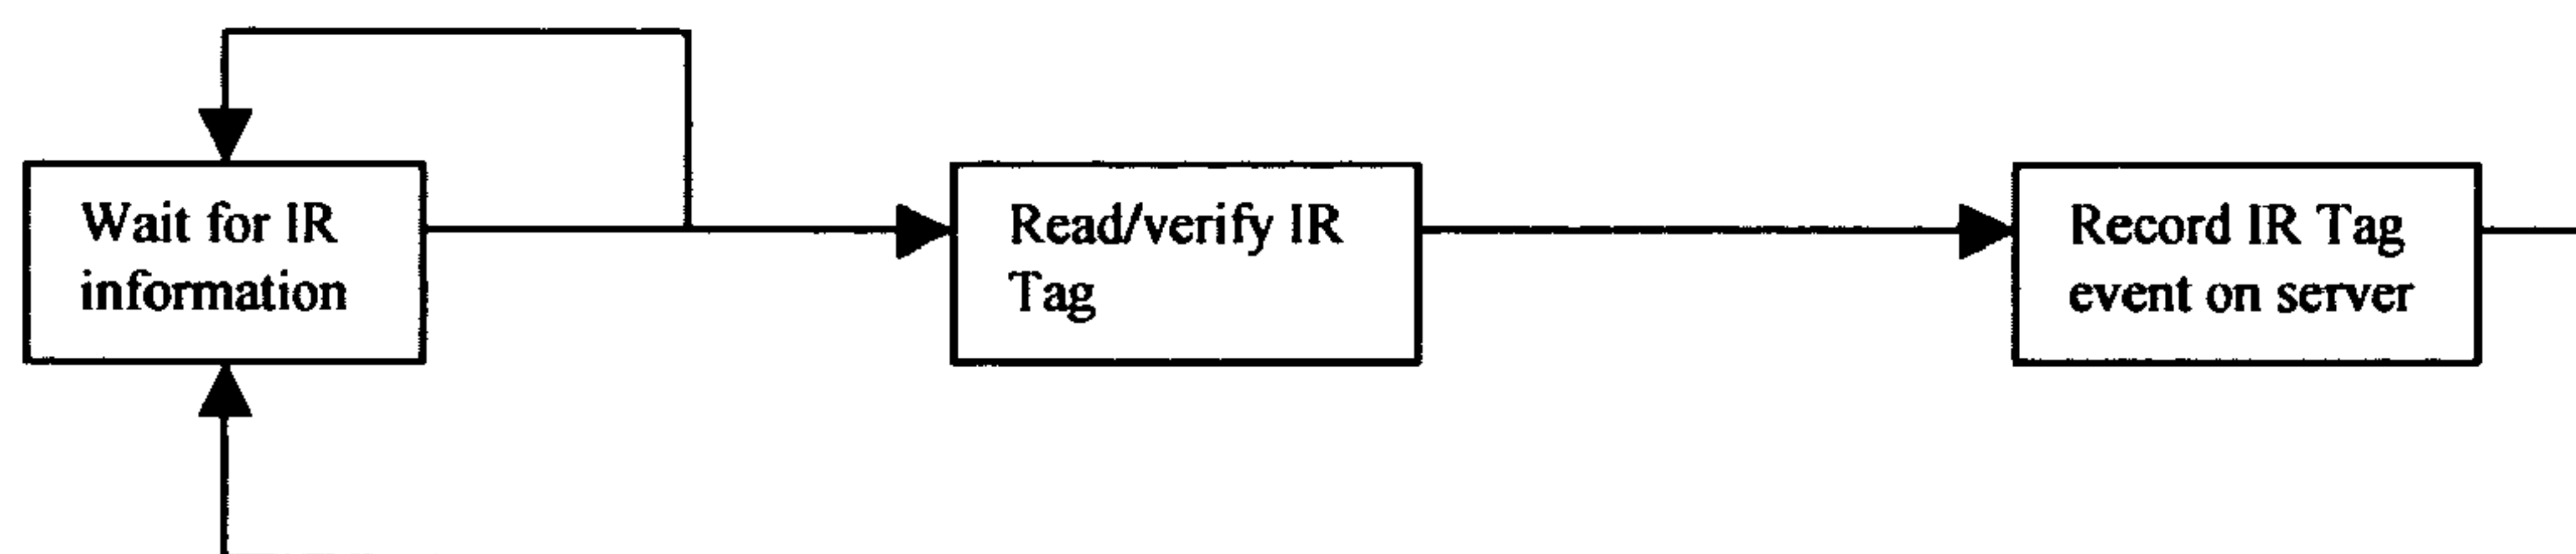 Wait for IR
information
Read/verify IR
Tag
Record IR Tag
event on server